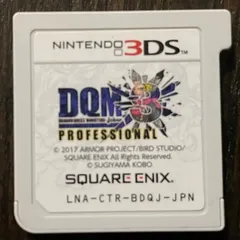 NINTENDO 3DS
DQM
PROFESSIONAL
© 2017 ARMOR PROJECT/BIRD STUDIO/
SQUARE ENIX All Rights Reserved.
© SUGIYAMA KOBO
SQUARE ENIX
LNA-CTR-BDQJ-JPN